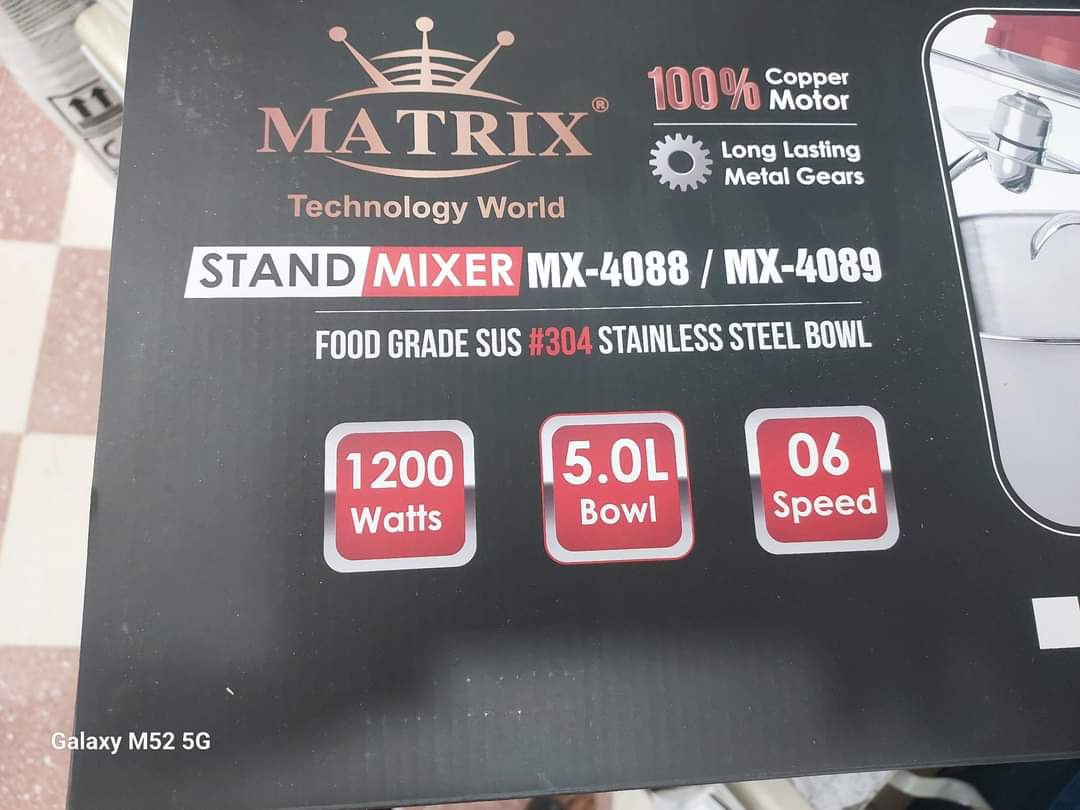 MATRIX®
Technology World
100% Copper Motor
Long Lasting
Metal Gears
STAND MIXER MX-4088 / MX-4089
FOOD GRADE SUS #304 STAINLESS STEEL BOWL
1200
Watts
5.0L
Bowl
06
Speed
Galaxy M52 5G